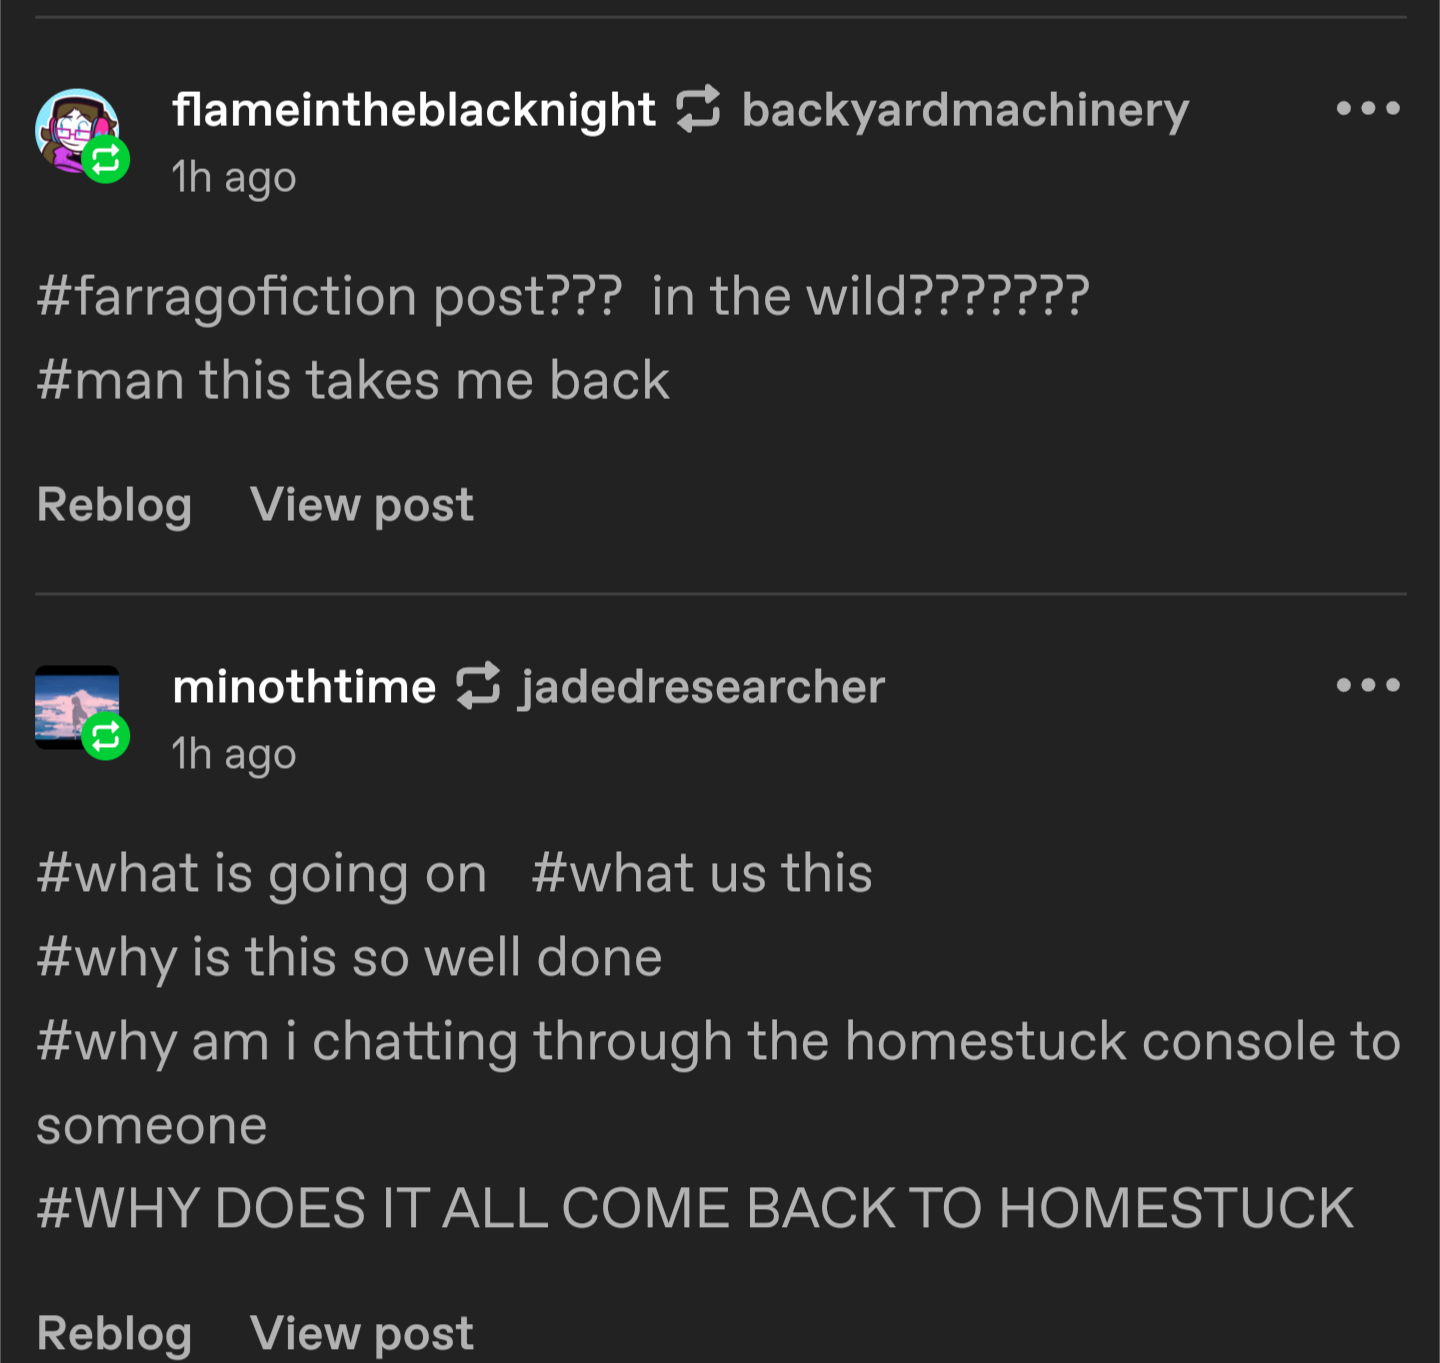 flameintheblacknight backyardmachinery
1h ago
#farragofiction post??? in the wild???????
#man this takes me back
Reblog View post
minothtime jadedresearcher
1h ago
#what is going on #what us this
#why is this so well done
#why am i chatting through the homestuck console to
someone
#WHY DOES IT ALL COME BACK TO HOMESTUCK
Reblog View post